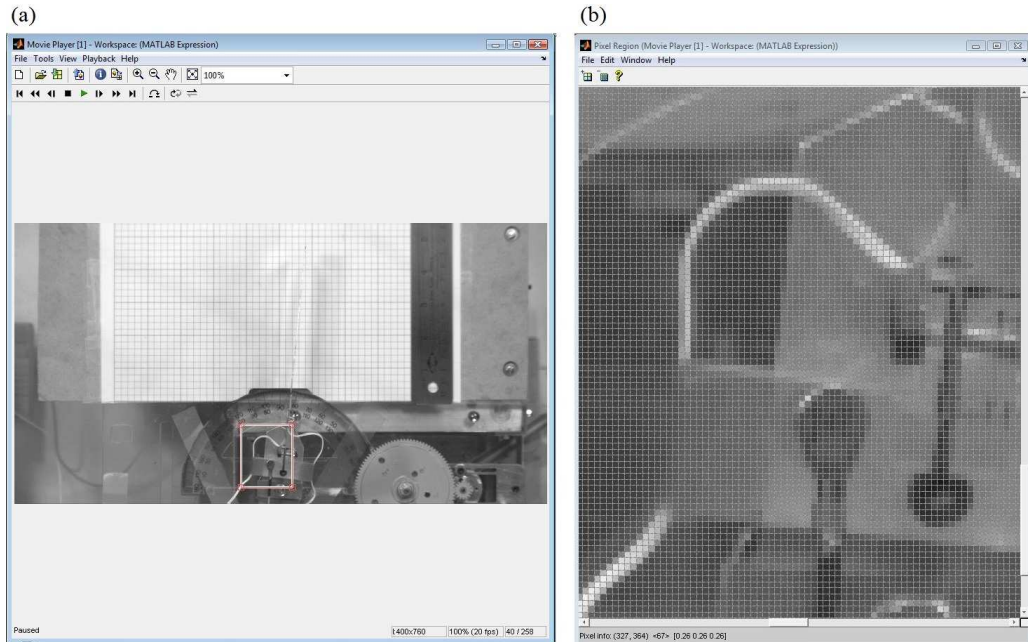 (a)
(b)
Movie Player [1] - Workspace: (MATLAB Expression)
File Tools View Playback Help
100%
Paused
I:400x760
100% (20 fps)
40 / 258
Pixel Region (Movie Player [1] - Workspace: (MATLAB Expression))
File Edit Window Help
Pixel info: (327, 364) <67> [0.26 0.26 0.26]